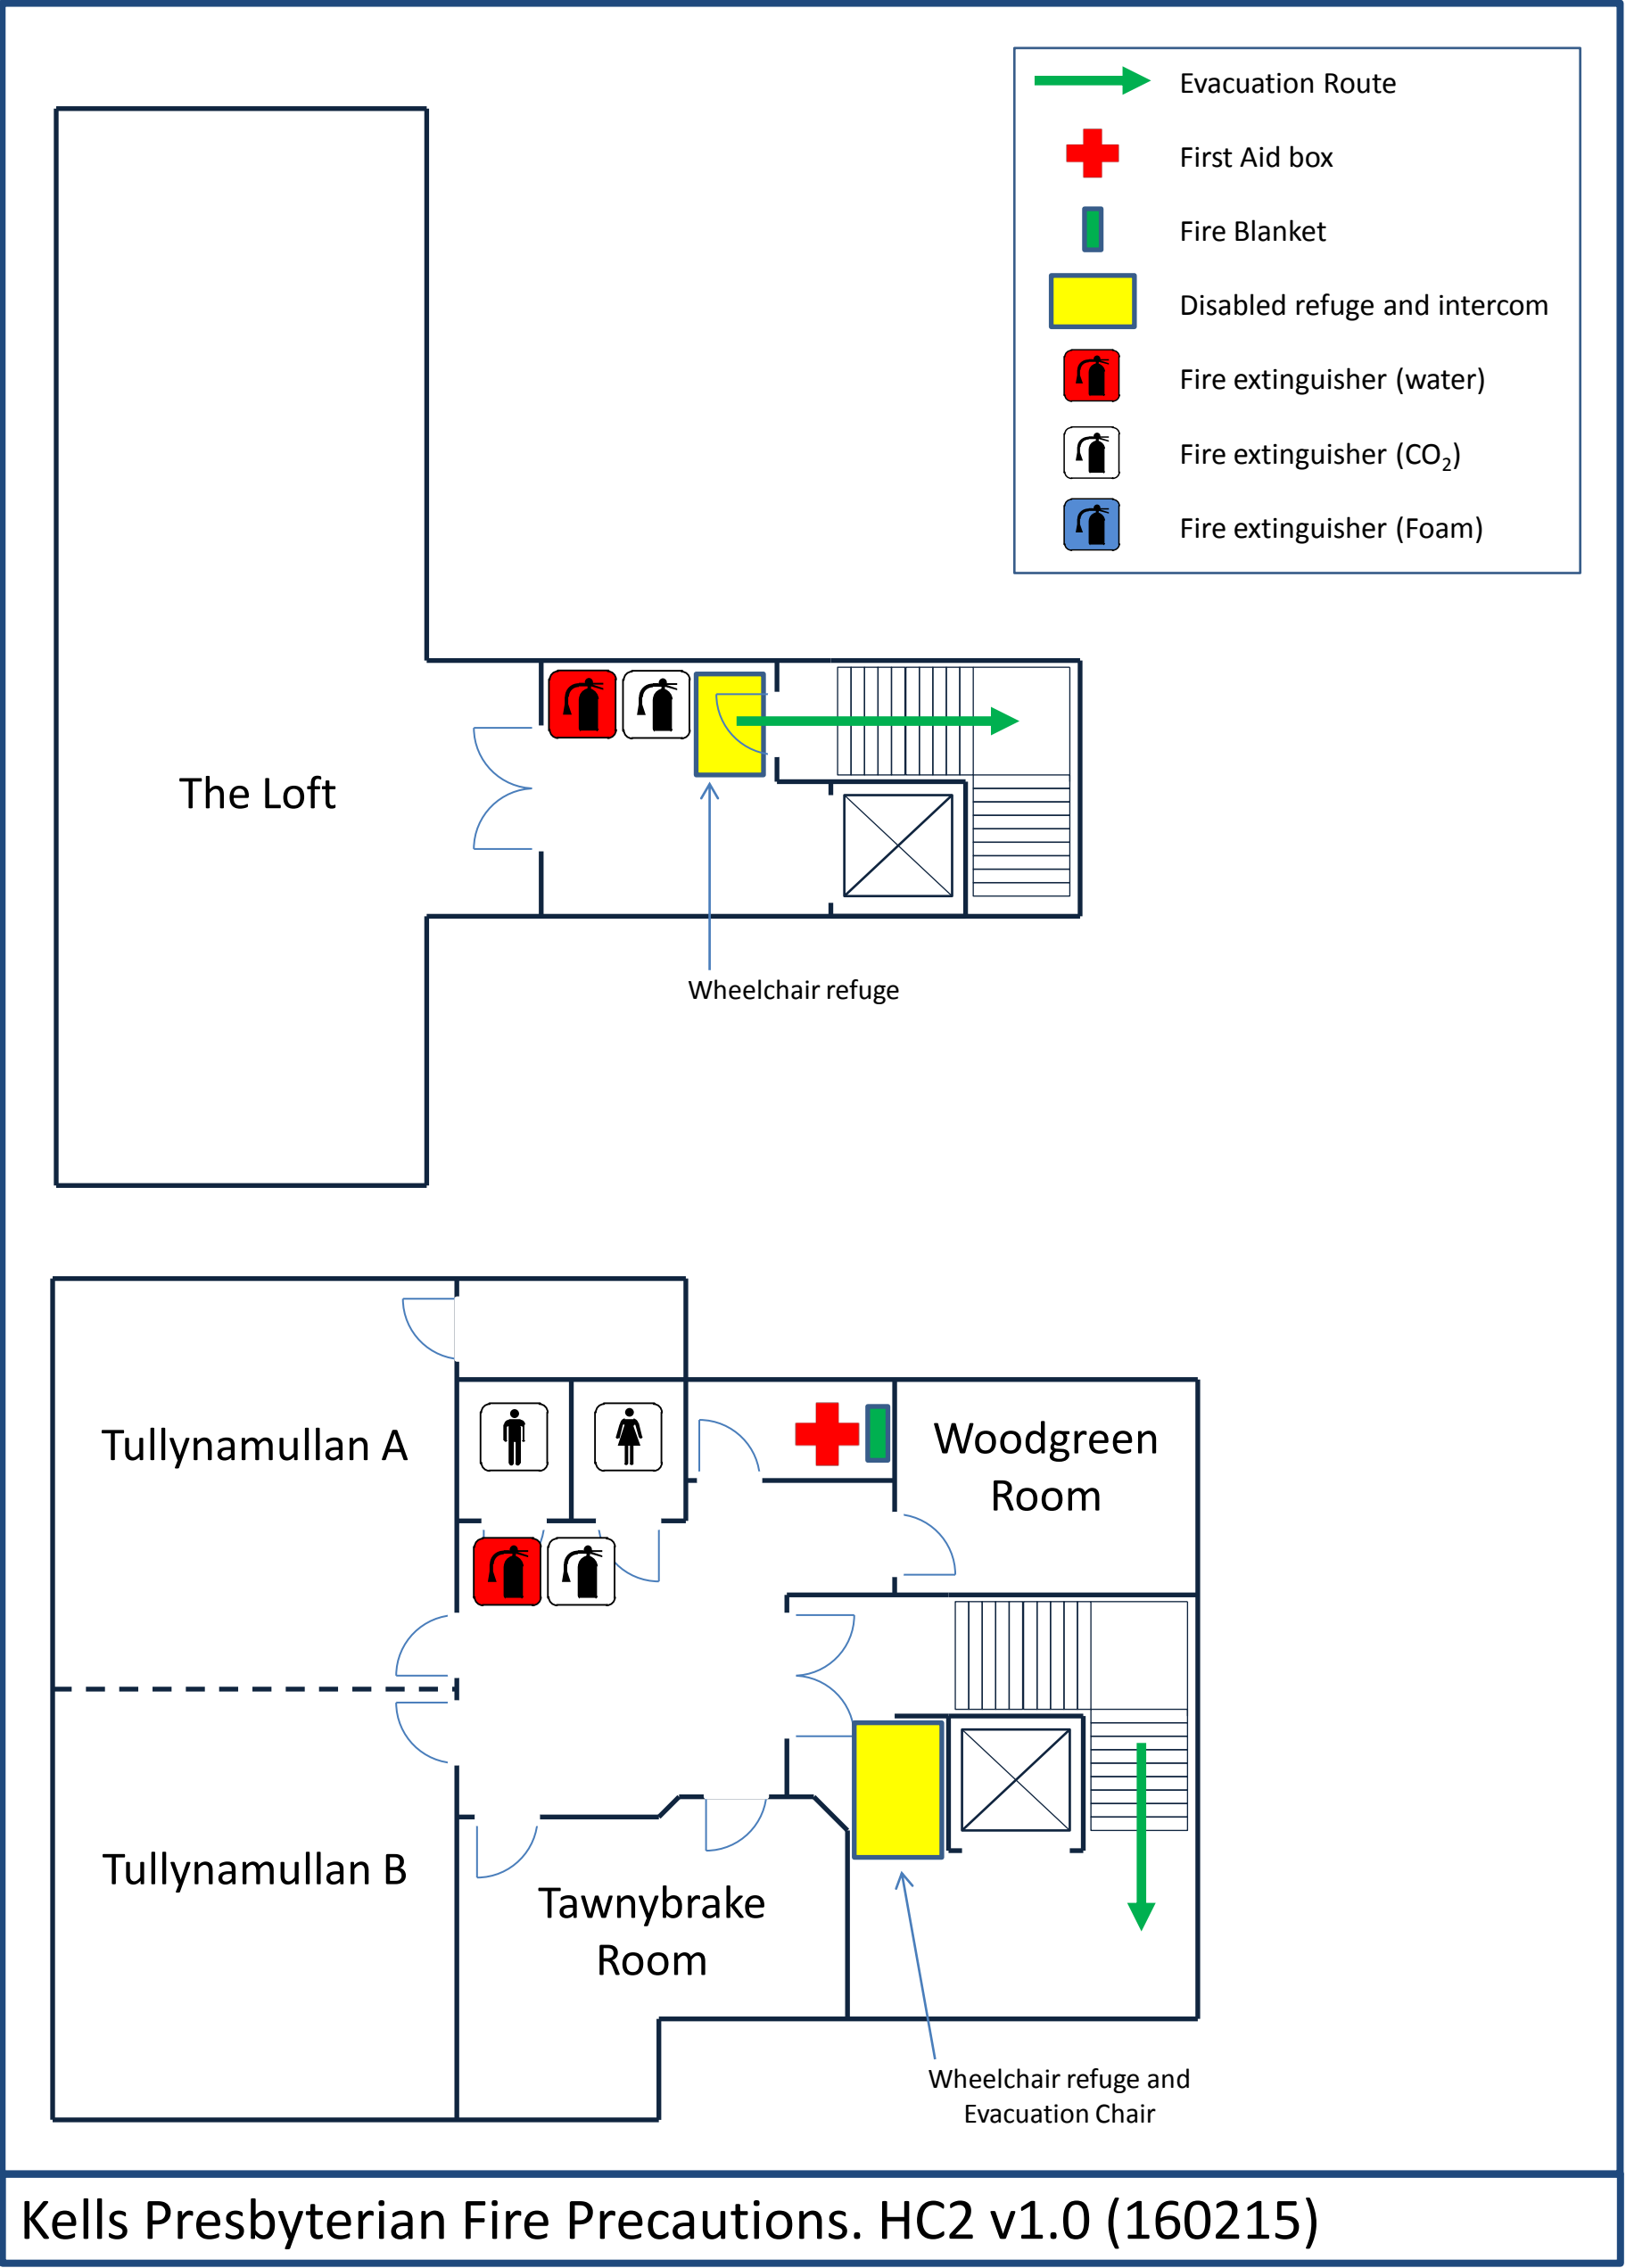 Evacuation Route
First Aid box
Fire Blanket
Disabled refuge and intercom
Fire extinguisher (water)
Fire extinguisher (CO₂)
Fire extinguisher (Foam)
The Loft
Wheelchair refuge
Tullynamullan A
Woodgreen
Room
Tullynamullan B
Tawnybrake
Room
Wheelchair refuge and
Evacuation Chair
Kells Presbyterian Fire Precautions. HC2 v1.0 (160215)